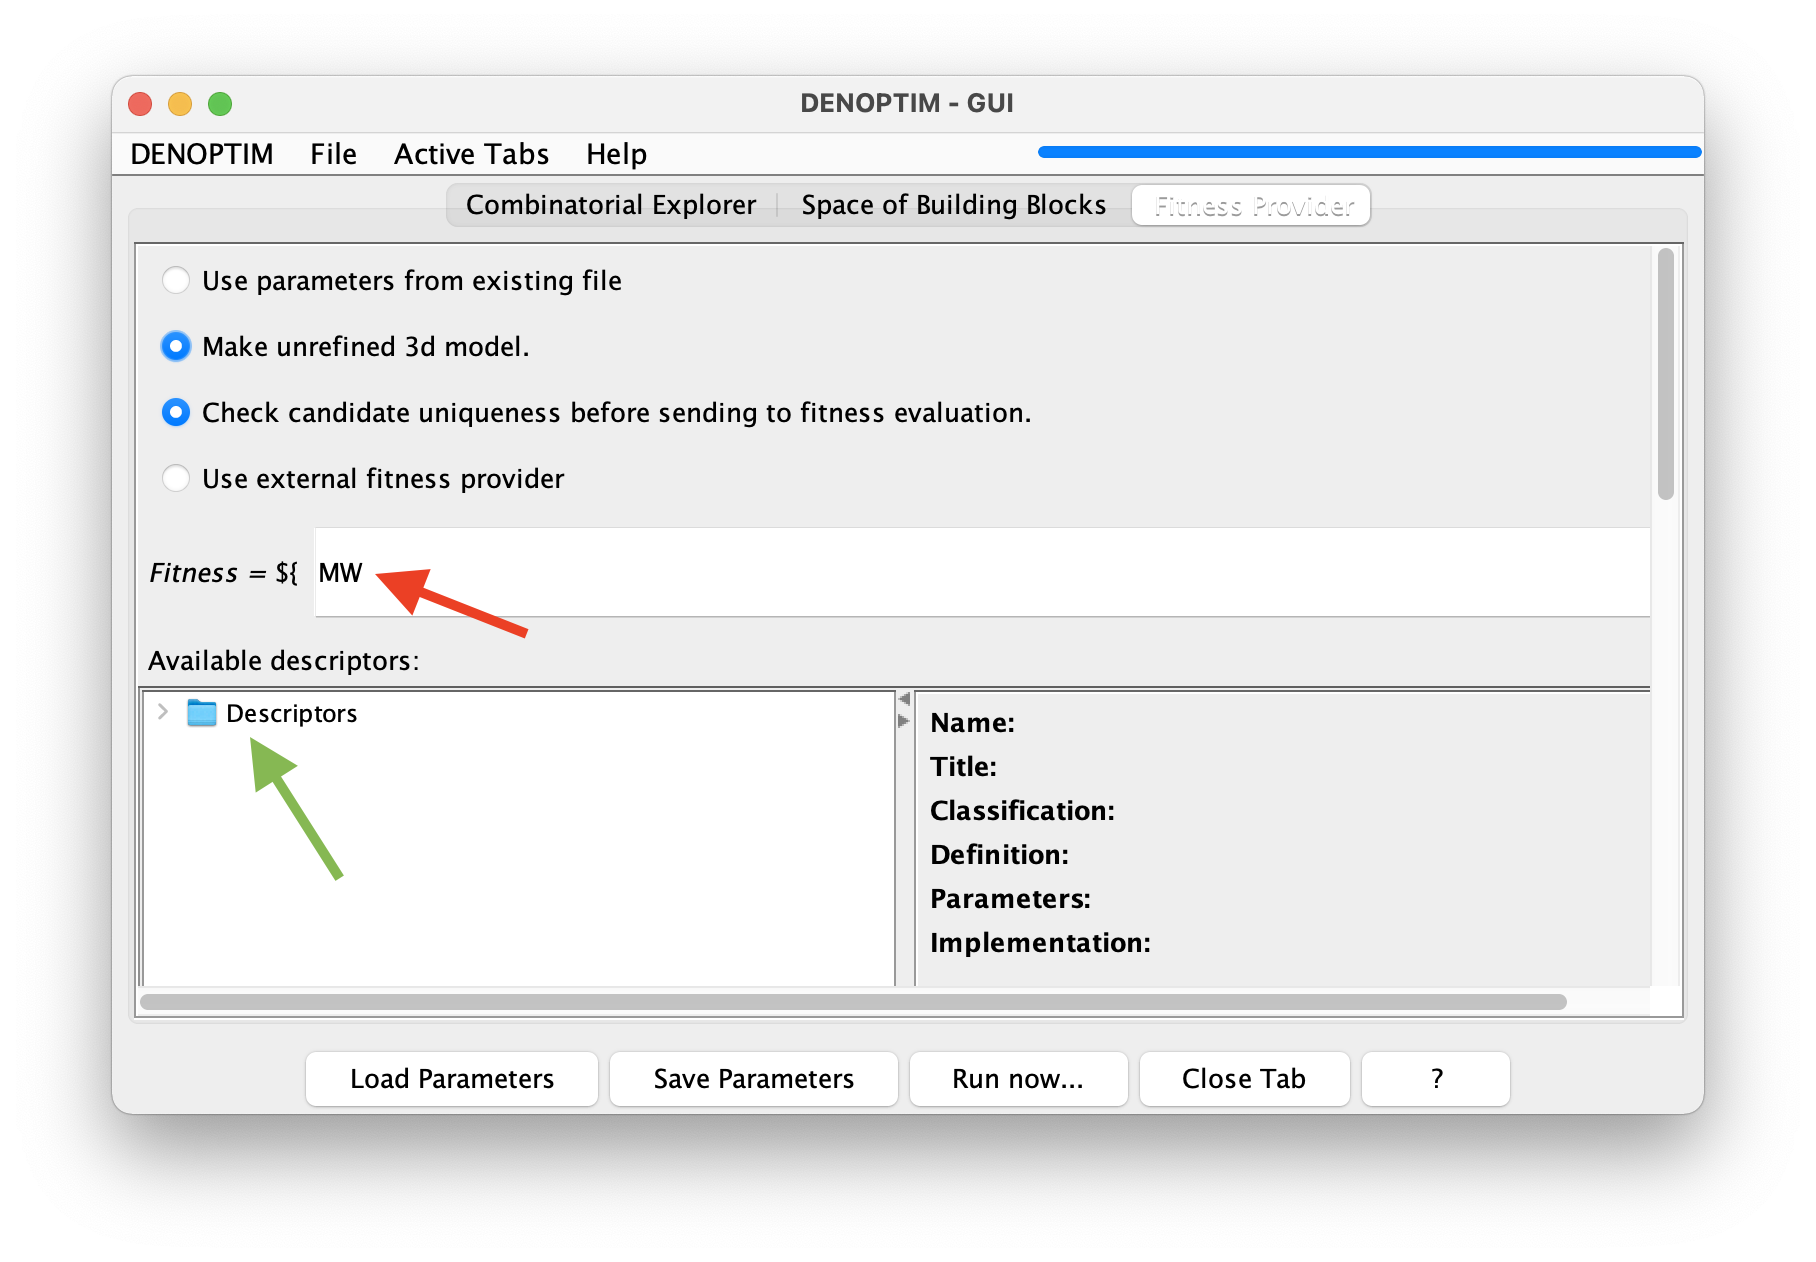 DENOPTIM - GUI
DENOPTIM File Active Tabs Help
Combinatorial Explorer Space of Building Blocks Fitness Provider
Use parameters from existing file
Make unrefined 3d model.
Check candidate uniqueness before sending to fitness evaluation.
Use external fitness provider
Fitness = ${ MW
Available descriptors:
Descriptors
Name:
Title:
Classification:
Definition:
Parameters:
Implementation:
Load Parameters Save Parameters Run now... Close Tab ?